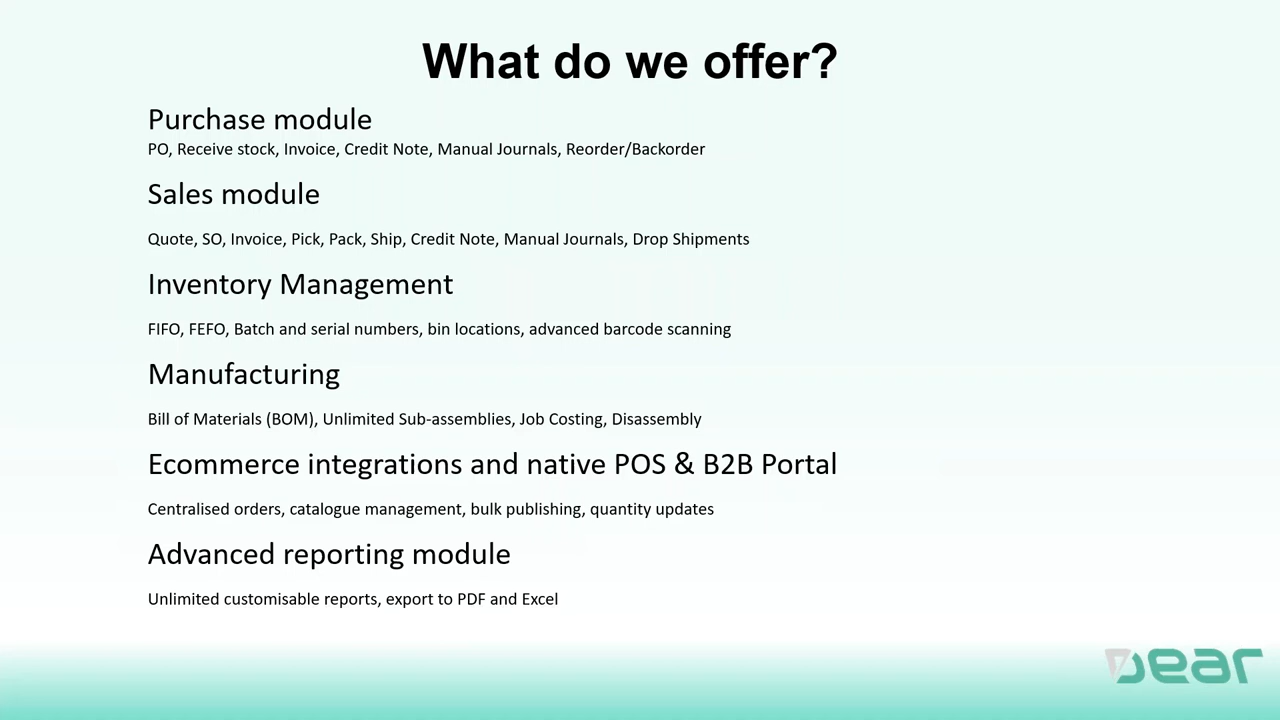 What do we offer?
Purchase module
PO, Receive stock, Invoice, Credit Note, Manual Journals, Reorder/Backorder
Sales module
Quote, SO, Invoice, Pick, Pack, Ship, Credit Note, Manual Journals, Drop Shipments
Inventory Management
FIFO, FEFO, Batch and serial numbers, bin locations, advanced barcode scanning
Manufacturing
Bill of Materials (BOM), Unlimited Sub-assemblies, Job Costing, Disassembly
Ecommerce integrations and native POS & B2B Portal
Centralised orders, catalogue management, bulk publishing, quantity updates
Advanced reporting module
Unlimited customisable reports, export to PDF and Excel
Dear